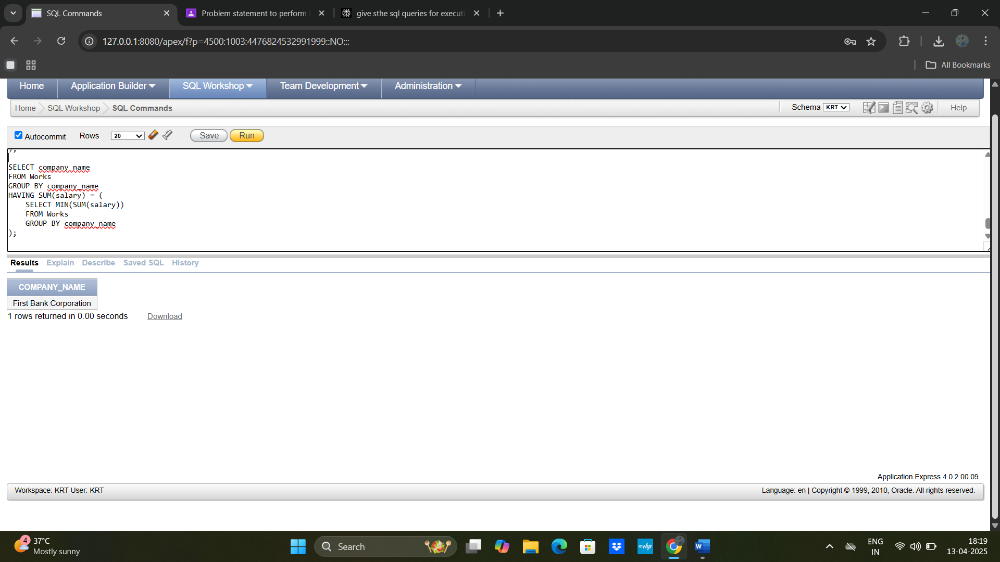 SQL Commands
Problem statement to perform
give sthe sql queries for executi
127.0.0.1:8080/apex/f?p=4500:1003:4476824532991999::NO:::
All Bookmarks
Home
Application Builder
SQL Workshop
Team Development
Administration
Home
SQL Workshop
SQL Commands
Schema
KRT
Help
Autocommit
Rows
20
Save
Run
);
SELECT company_name
FROM Works
GROUP BY company_name
HAVING SUM(salary) = (
SELECT MIN(SUM(salary))
FROM Works
GROUP BY company_name
);
Results
Explain
Describe
Saved SQL
History
COMPANY_NAME
First Bank Corporation
1 rows returned in 0.00 seconds
Download
Application Express 4.0.2.00.09
Workspace: KRT User: KRT
Language: en | Copyright © 1999, 2010, Oracle. All rights reserved.
4
37°C
Mostly sunny
Search
myhp
W
ENG
IN
18:19
13-04-2025